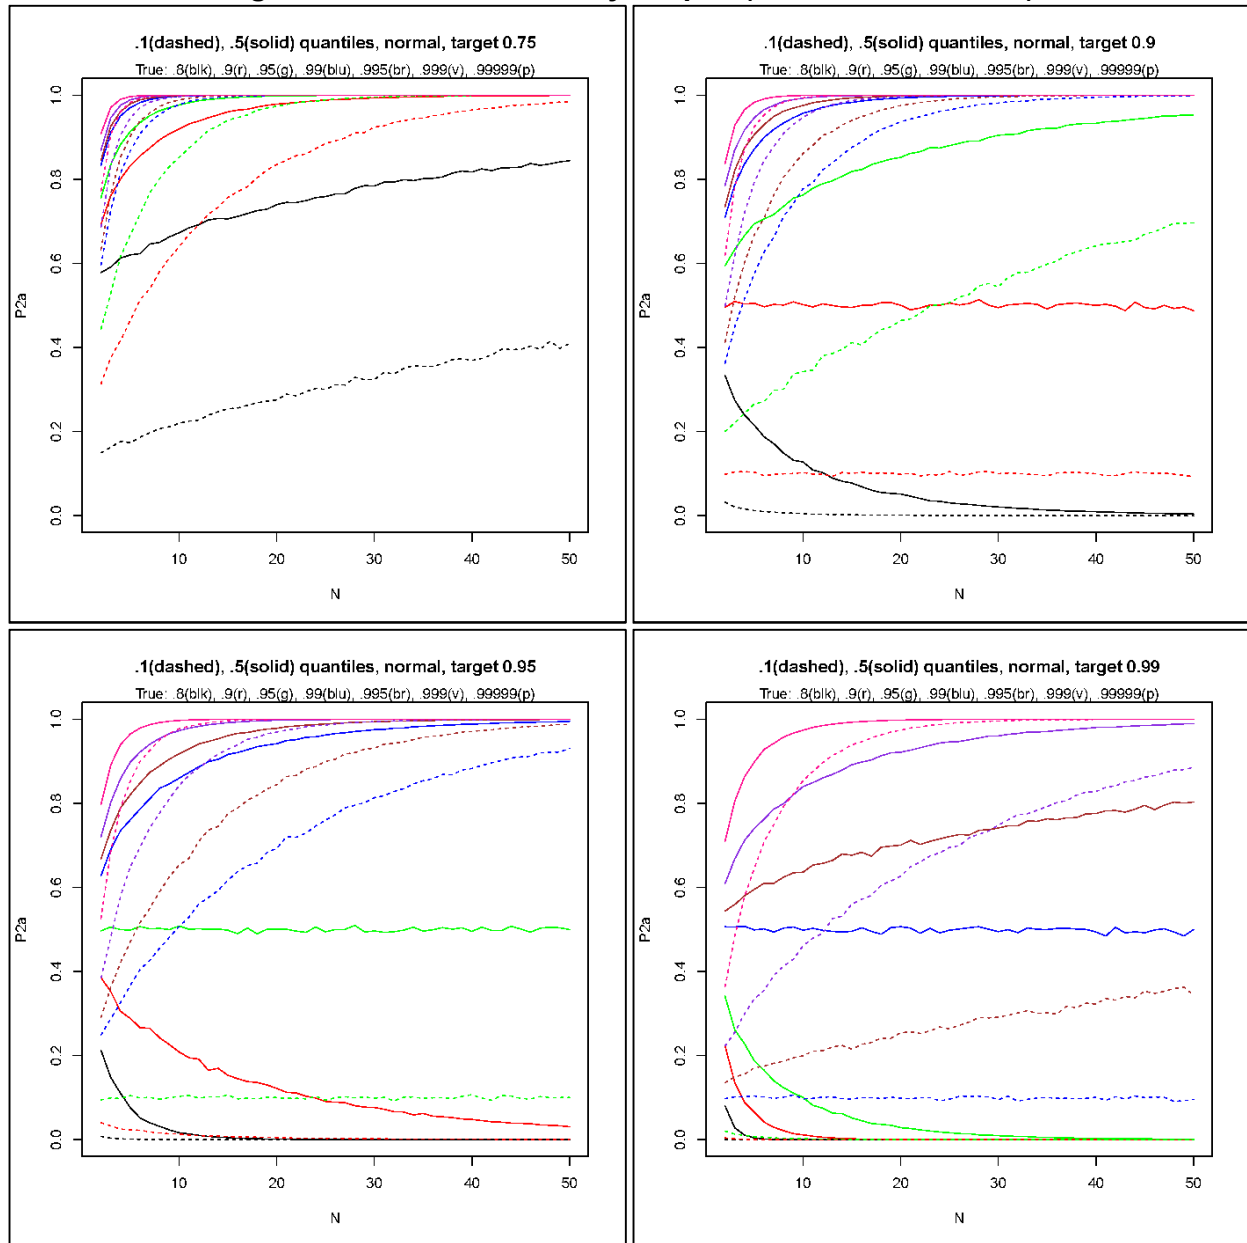 .1(dashed), .5(solid) quantiles, normal, target 0.75
True: .8(blk), .9(r), .95(g), .99(blu), .995(br), .999(v), .99999(p)
1.0
0.8
0.6
P2a
0.4
0.2
0.0
10 20 30 40 50
N
.1(dashed), .5(solid) quantiles, normal, target 0.9
True: .8(blk), .9(r), .95(g), .99(blu), .995(br), .999(v), .99999(p)
1.0
0.8
0.6
P2a
0.4
0.2
0.0
10 20 30 40 50
N
.1(dashed), .5(solid) quantiles, normal, target 0.95
True: .8(blk), .9(r), .95(g), .99(blu), .995(br), .999(v), .99999(p)
1.0
0.8
0.6
P2a
0.4
0.2
0.0
10 20 30 40 50
N
.1(dashed), .5(solid) quantiles, normal, target 0.99
True: .8(blk), .9(r), .95(g), .99(blu), .995(br), .999(v), .99999(p)
1.0
0.8
0.6
P2a
0.4
0.2
0.0
10 20 30 40 50
N